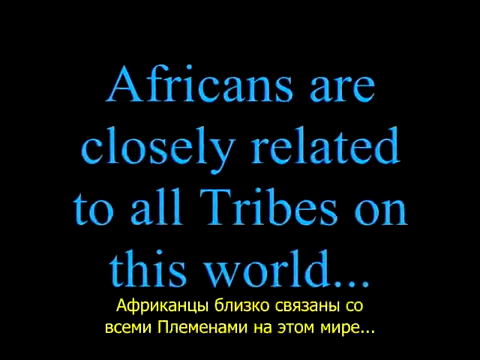 Africans are
closely related
to all Tribes on
this world...
Африканцы близко связаны со
всеми Племенами на этом мире...